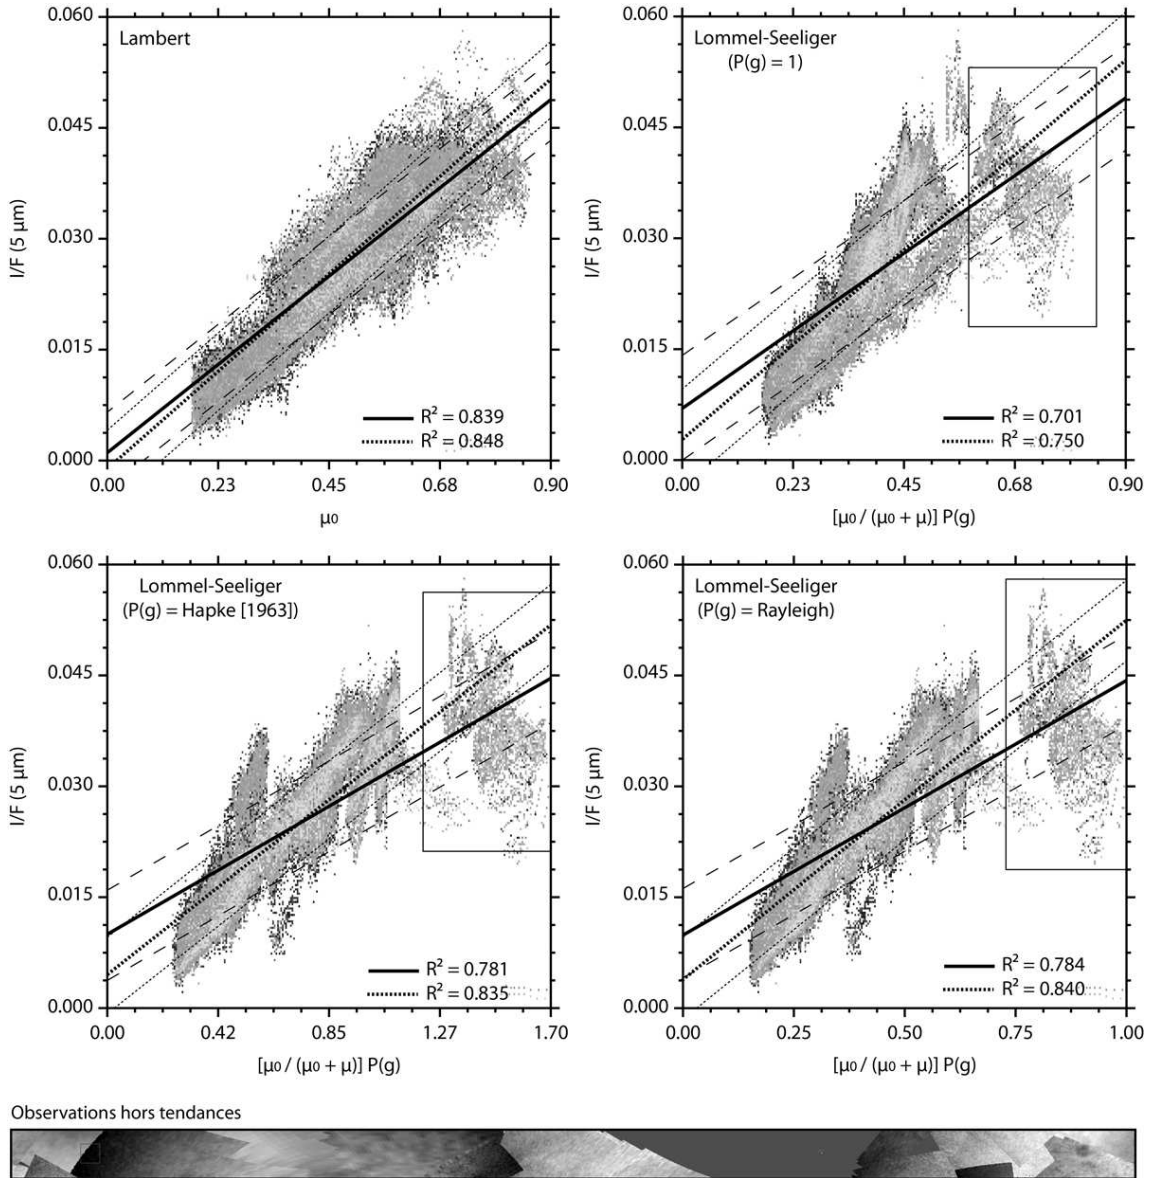 Lambert
0.060
0.045
0.030
0.015
0.000
I/F (5 µm)
R² = 0.839
R² = 0.848
0.00 0.23 0.45 0.68 0.90
µ₀
Lommel-Seeliger
(P(g) = 1)
0.060
0.045
0.030
0.015
0.000
I/F (5 µm)
R² = 0.701
R² = 0.750
0.00 0.23 0.45 0.68 0.90
[µ₀ / (µ₀ + µ)] P(g)
Lommel-Seeliger
(P(g) = Hapke [1963])
0.060
0.045
0.030
0.015
0.000
I/F (5 µm)
R² = 0.781
R² = 0.835
0.00 0.42 0.85 1.27 1.70
[µ₀ / (µ₀ + µ)] P(g)
Lommel-Seeliger
(P(g) = Rayleigh)
0.060
0.045
0.030
0.015
0.000
I/F (5 µm)
R² = 0.784
R² = 0.840
0.00 0.25 0.50 0.75 1.00
[µ₀ / (µ₀ + µ)] P(g)
Observations hors tendances